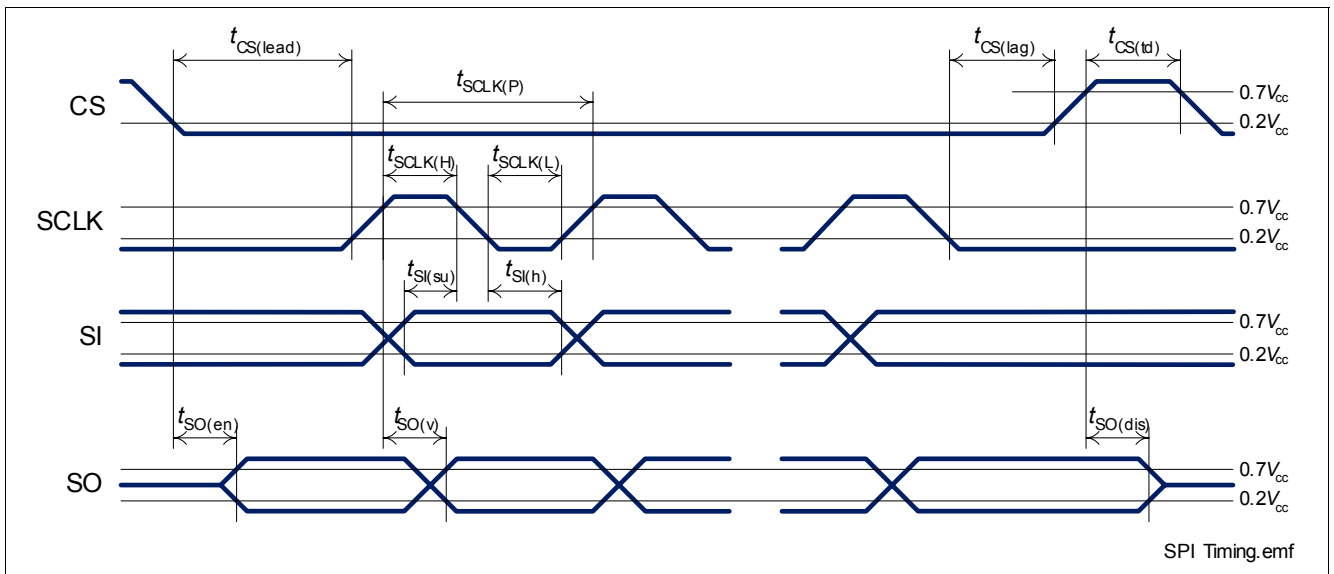 tCS(lead)
tCS(lag)
tCS(td)
tSCLK(P)
CS
0.7Vcc
0.2Vcc
tSCLK(H)
tSCLK(L)
SCLK
0.7Vcc
0.2Vcc
tSI(su)
tSI(h)
SI
0.7Vcc
0.2Vcc
tSO(en)
tSO(v)
tSO(dis)
SO
0.7Vcc
0.2Vcc
SPI Timing.emf